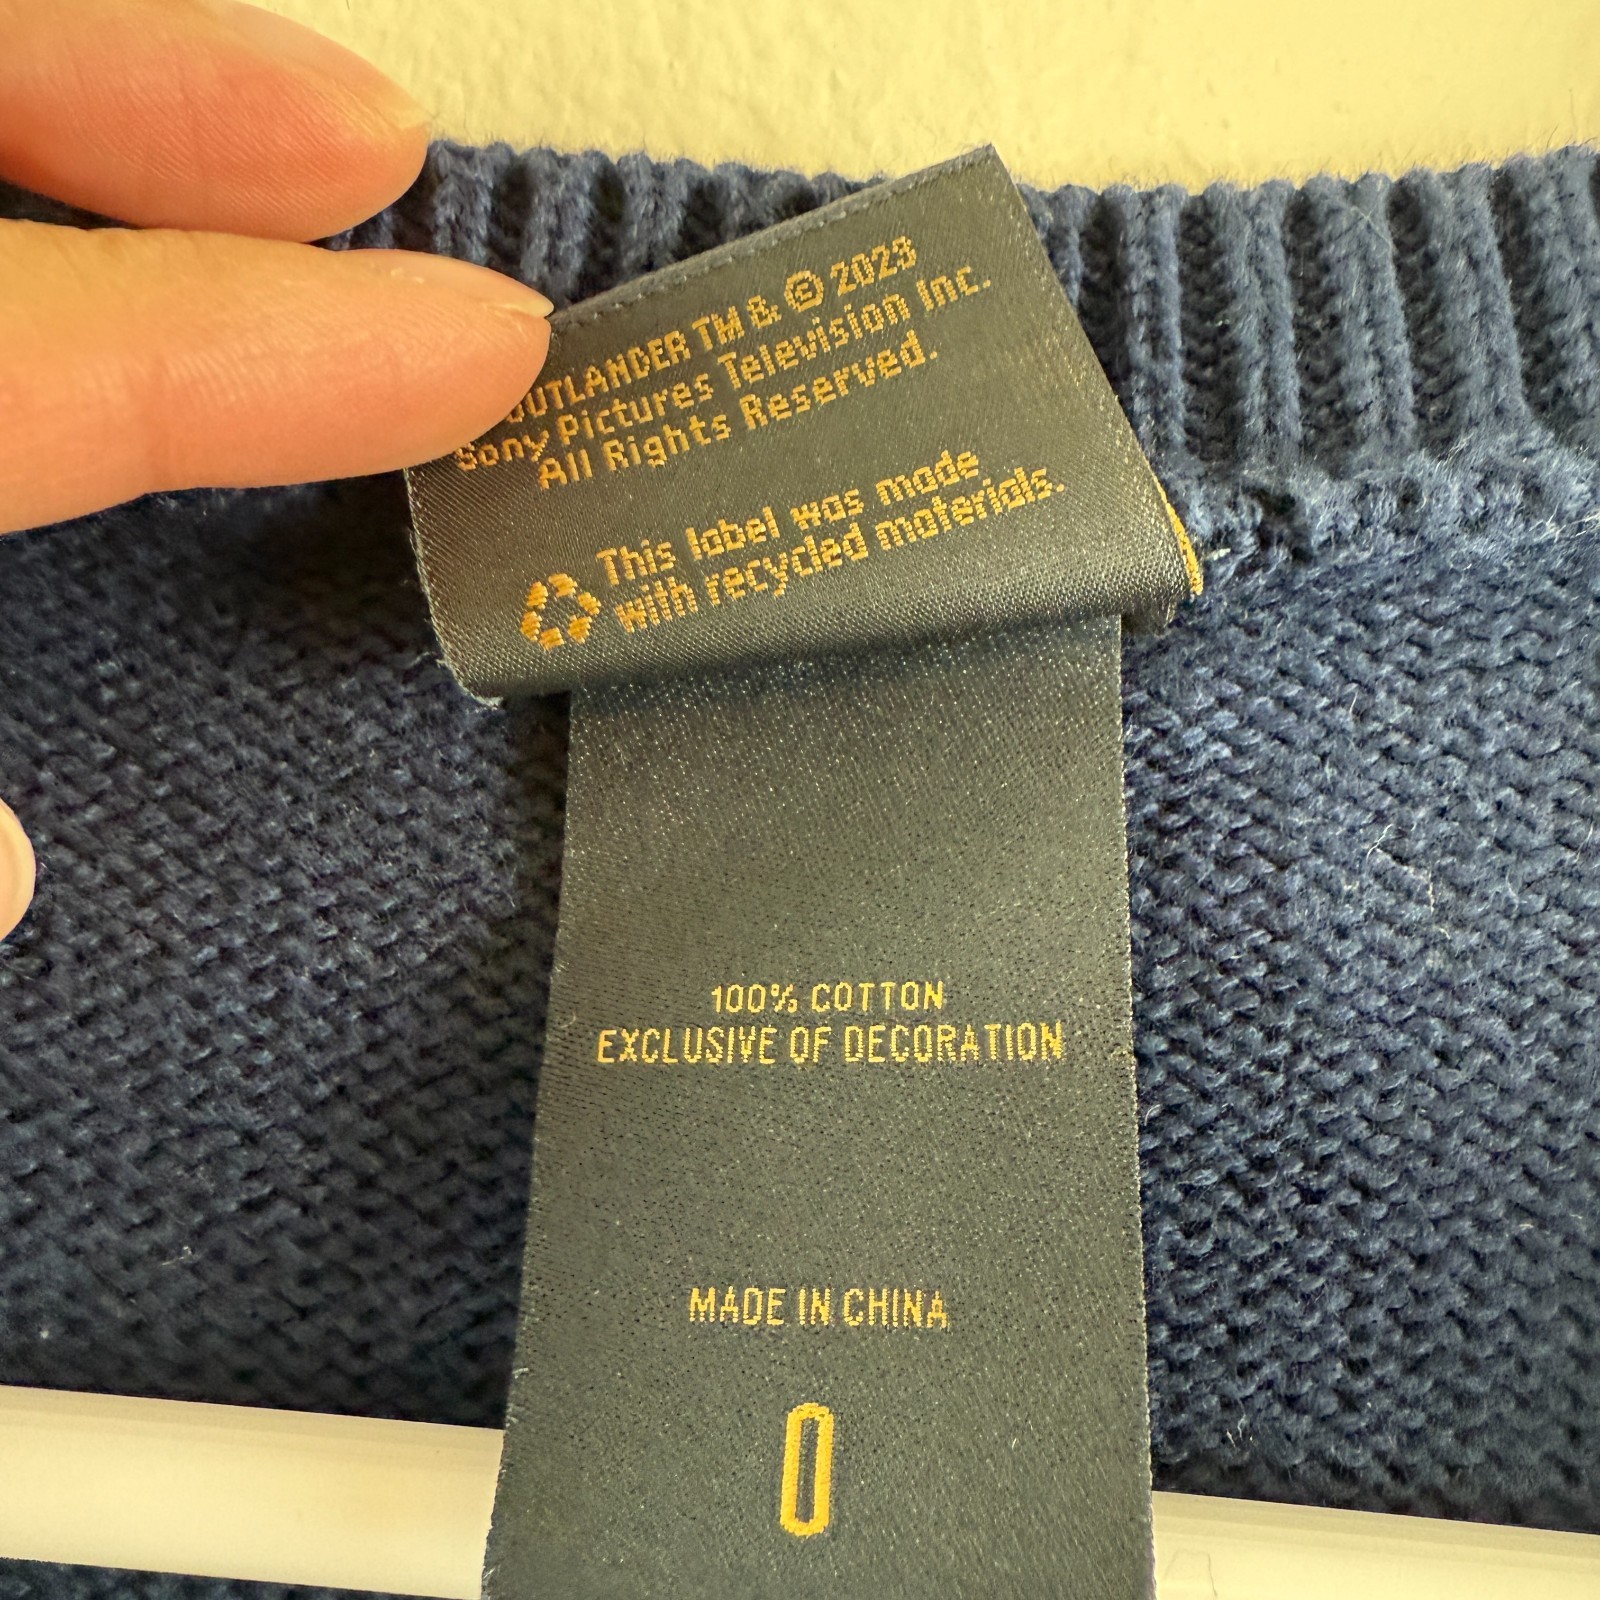 OUTLANDER TM & © 2023
Sony Pictures Television Inc.
All Rights Reserved.
This label was made
with recycled materials.
100% COTTON
EXCLUSIVE OF DECORATION
MADE IN CHINA
0